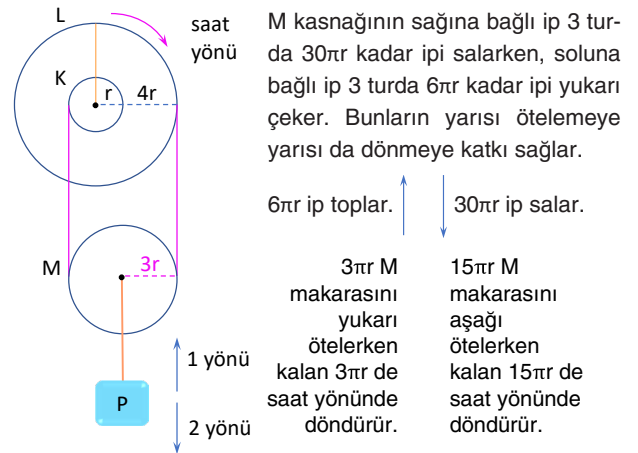 L
saat
yönü
K
r
4r
M
3r
1 yönü
P
2 yönü
M kasnağının sağına bağlı ip 3 tur-
da 30πr kadar ipi salarken, soluna
bağlı ip 3 turda 6πr kadar ipi yukarı
çeker. Bunların yarısı ötelemeye
yarısı da dönmeye katkı sağlar.
6πr ip toplar.
30πr ip salar.
3πr M
makarasını
yukarı
ötelerken
kalan 3πr de
saat yönünde
döndürür.
15πr M
makarasını
aşağı
ötelerken
kalan 15πr de
saat yönünde
döndürür.